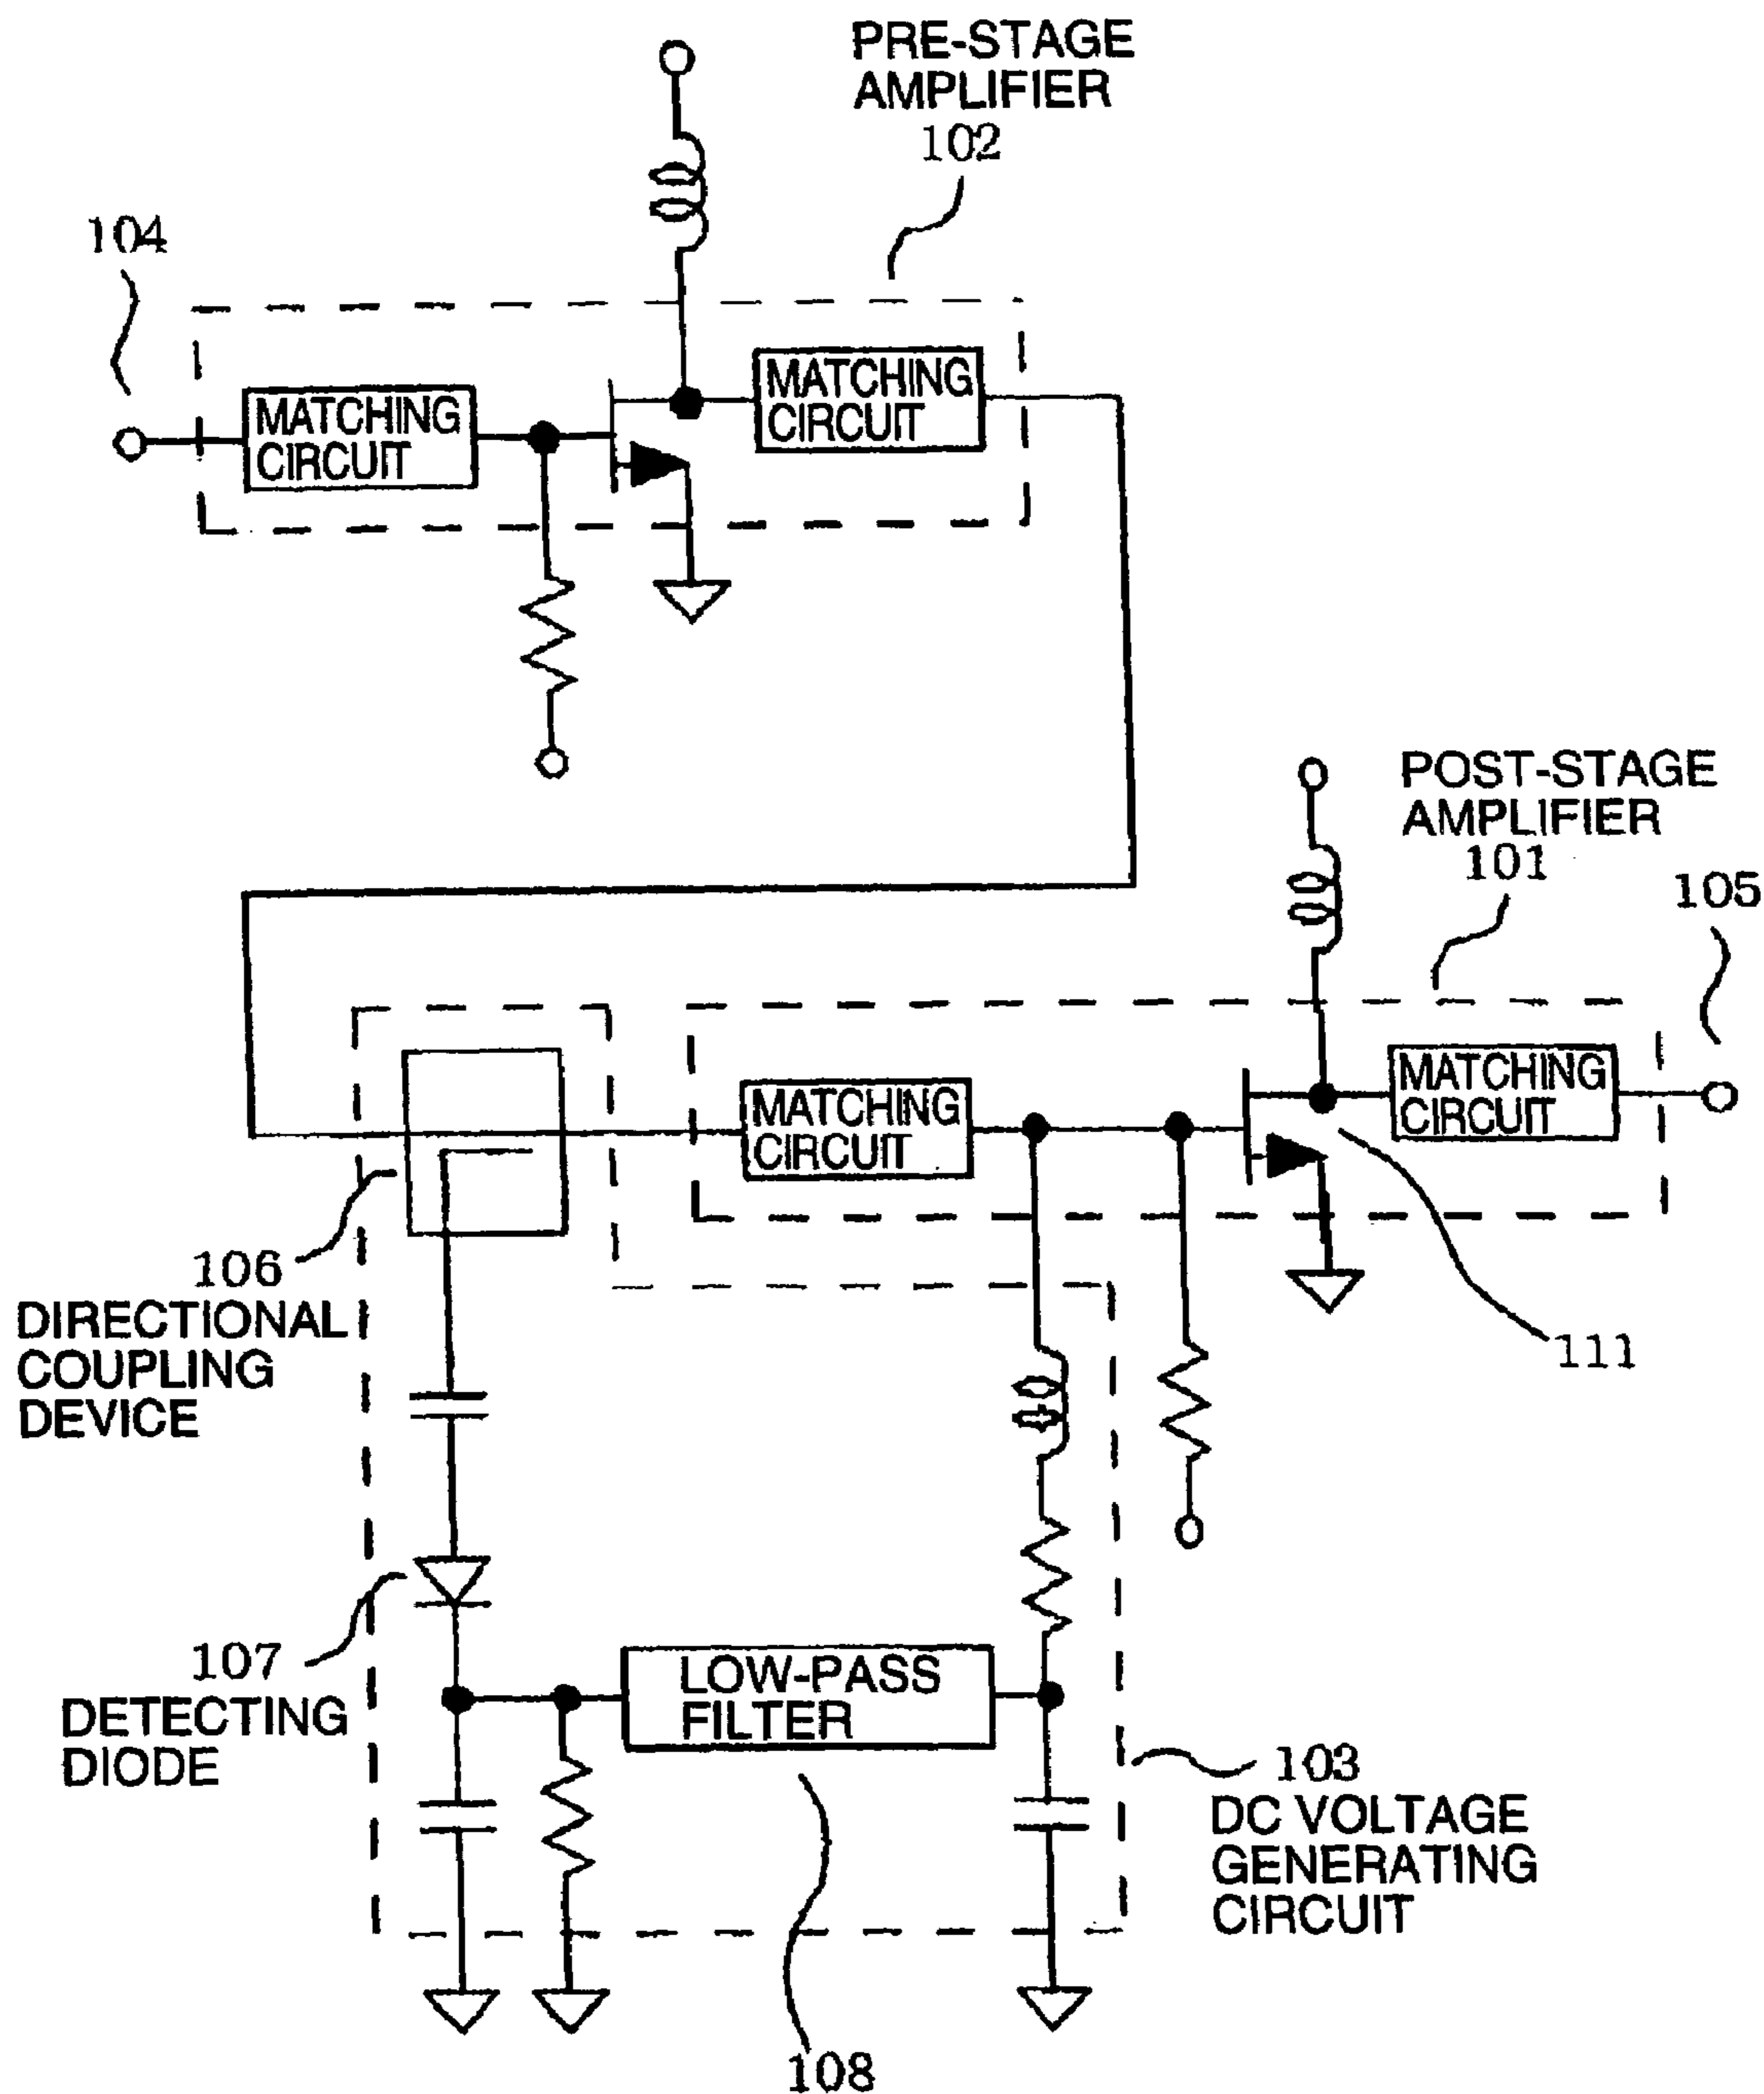 PRE-STAGE
AMPLIFIER
102
104
MATCHING
CIRCUIT
MATCHING
CIRCUIT
POST-STAGE
AMPLIFIER
101
105
MATCHING
CIRCUIT
MATCHING
CIRCUIT
106
DIRECTIONAL
COUPLING
DEVICE
111
107
DETECTING
DIODE
LOW-PASS
FILTER
103
DC VOLTAGE
GENERATING
CIRCUIT
108